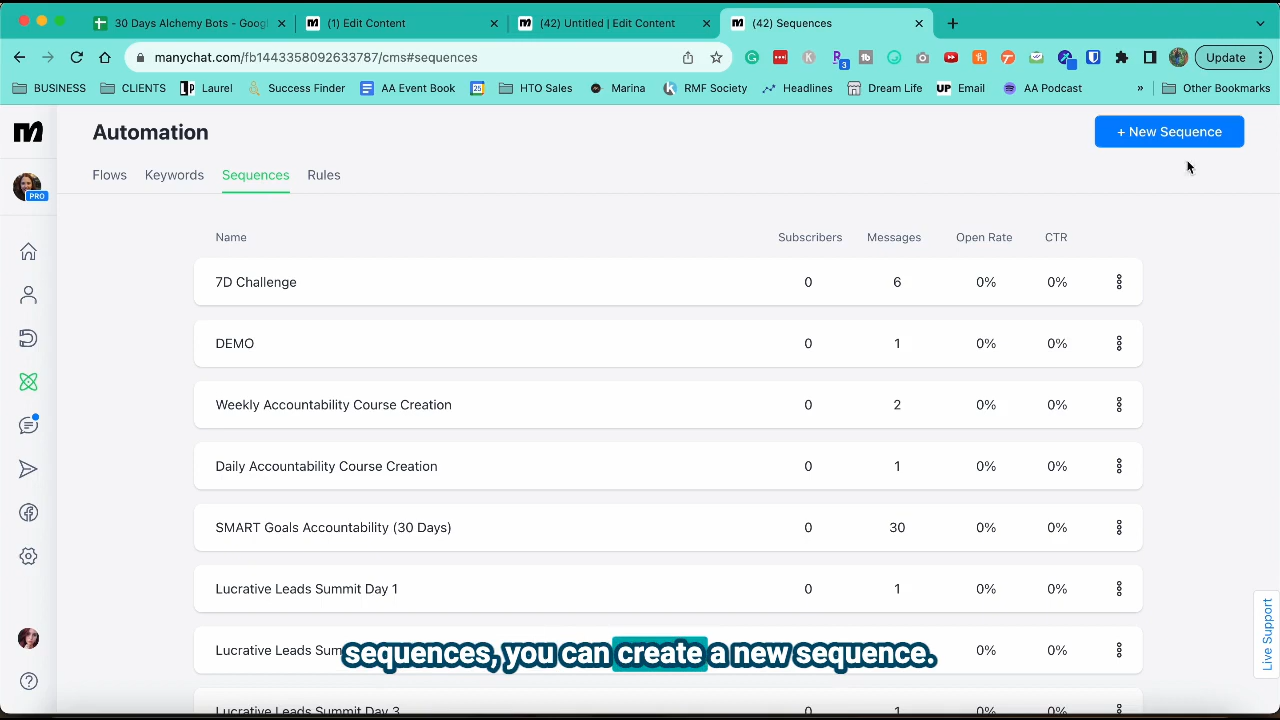 30 Days Alchemy Bots - Googl
(1) Edit Content
(42) Untitled | Edit Content
(42) Sequences
manychat.com/fb1443358092633787/cms#sequences
3
Update
BUSINESS
CLIENTS
Laurel
Success Finder
AA Event Book
HTO Sales
Marina
RMF Society
Headlines
Dream Life
UP Email
AA Podcast
»
Other Bookmarks
Automation
+ New Sequence
PRO
Flows
Keywords
Sequences
Rules
Name Subscribers Messages Open Rate CTR
7D Challenge 0 6 0% 0%
DEMO 0 1 0% 0%
Weekly Accountability Course Creation 0 2 0% 0%
Daily Accountability Course Creation 0 1 0% 0%
SMART Goals Accountability (30 Days) 0 30 0% 0%
Lucrative Leads Summit Day 1 0 1 0% 0%
Lucrative Leads Sum 0% 0%
sequences, you can create a new sequence.
Lucrative Leads Summit Day 3 0 1 0% 0%
Live Support